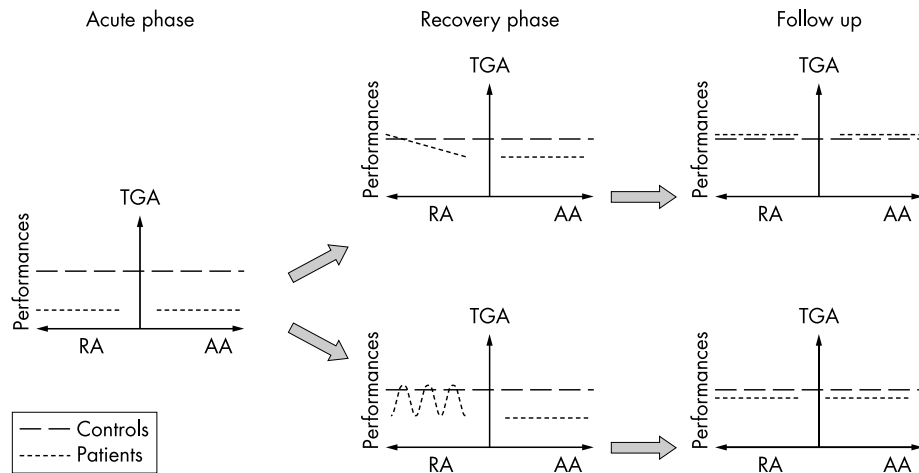 Acute phase
Recovery phase
Follow up
TGA
Performances
RA
AA
TGA
Performances
RA
AA
TGA
Performances
RA
AA
TGA
Performances
RA
AA
TGA
Performances
RA
AA
Controls
Patients